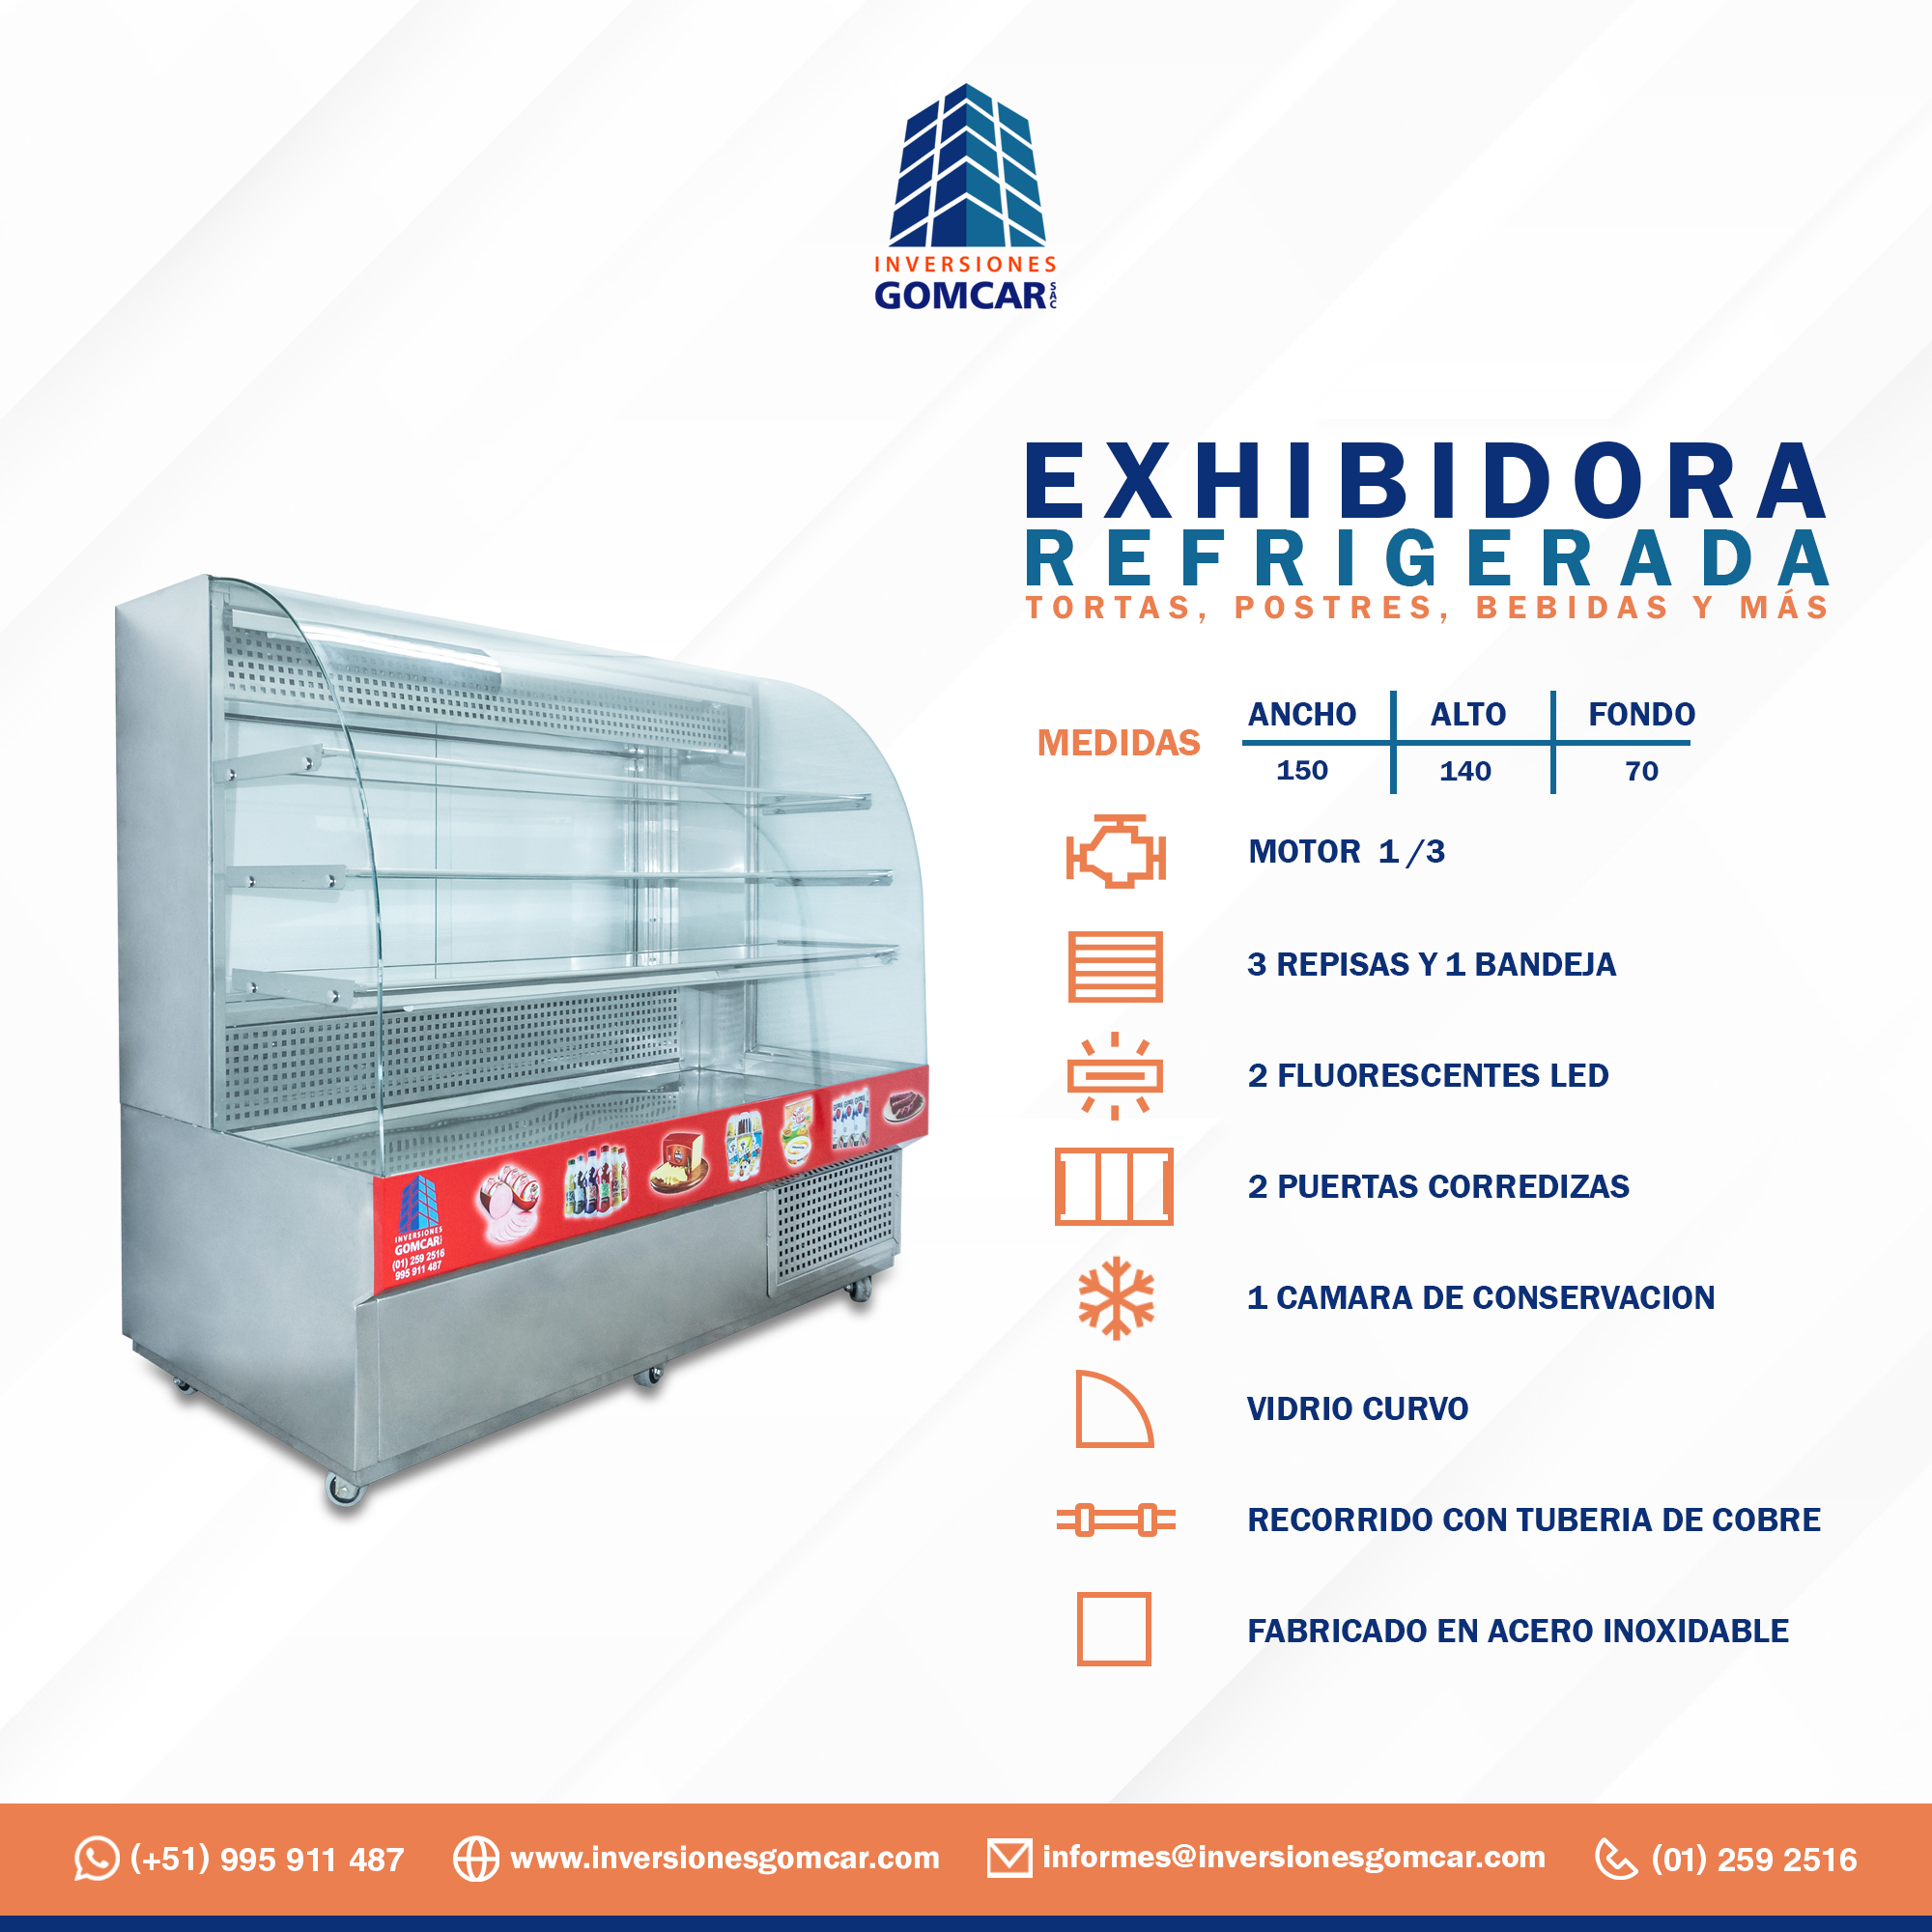 INVERSIONES
GOMCAR SAC
EXHIBIDORA
REFRIGERADA
TORTAS, POSTRES, BEBIDAS Y MÁS
MEDIDAS
ANCHO ALTO FONDO
150 140 70
MOTOR 1/3
3 REPISAS Y 1 BANDEJA
2 FLUORESCENTES LED
2 PUERTAS CORREDIZAS
1 CAMARA DE CONSERVACION
VIDRIO CURVO
RECORRIDO CON TUBERIA DE COBRE
FABRICADO EN ACERO INOXIDABLE
INVERSIONES
GOMCAR
(01) 259 2516
995 911 487
(+51) 995 911 487 www.inversionesgomcar.com informes@inversionesgomcar.com (01) 259 2516